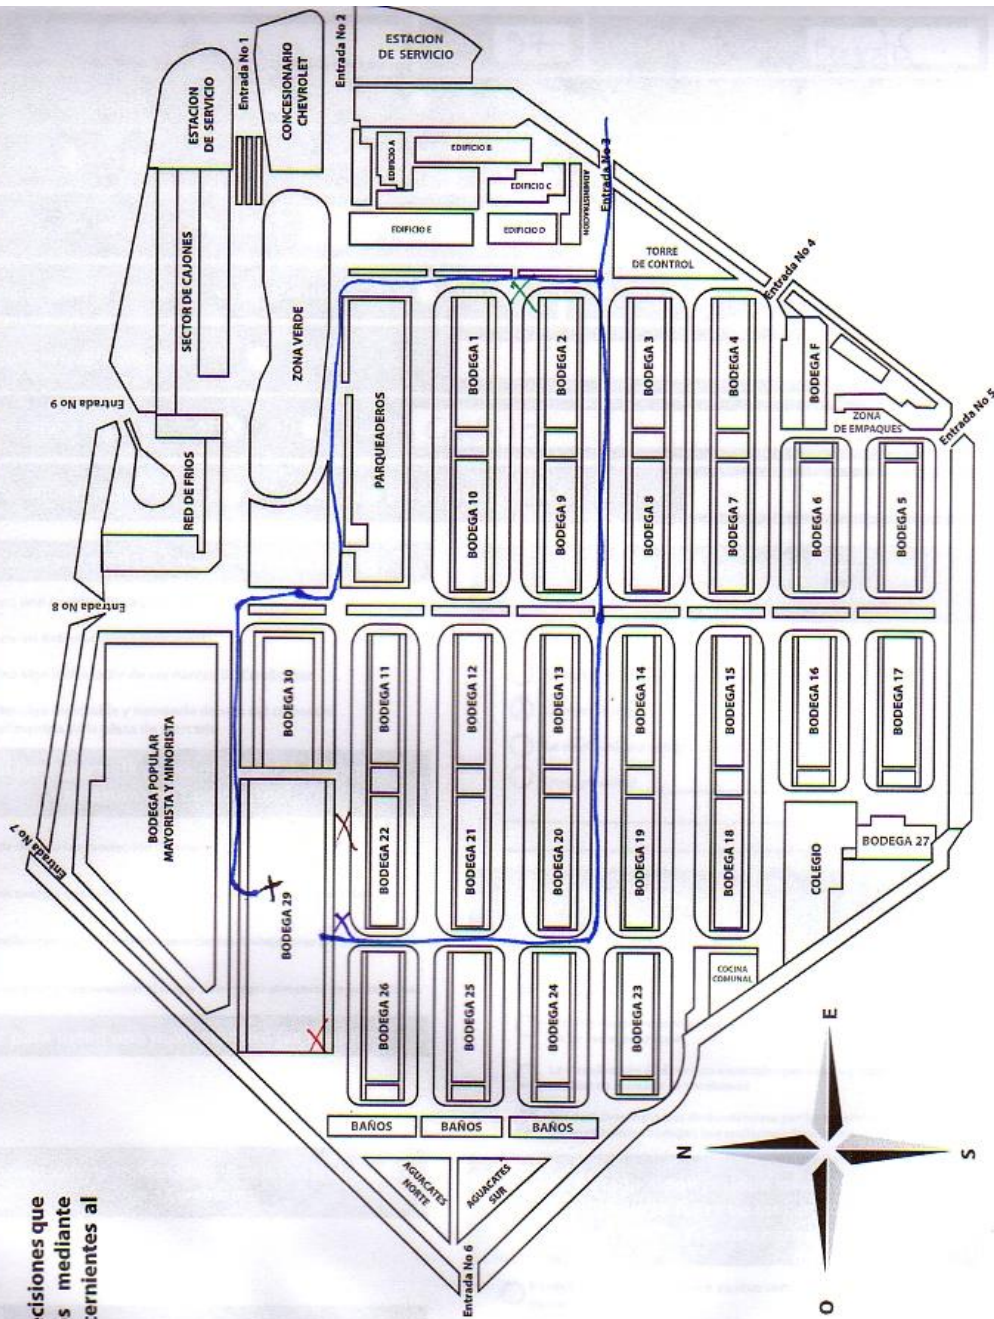 ESTACION
DE SERVICIO
Entrada No 1
CONCESIONARIO
CHEVROLET
Entrada No 2
ESTACION
DE SERVICIO
EDIFICIO A
EDIFICIO B
EDIFICIO C
EDIFICIO D
EDIFICIO E
ADMINISTRACION
Entrada No 3
TORRE
DE CONTROL
Entrada No 4
SECTOR DE CAJONES
ZONA VERDE
Entrada No 9
RED DE FRIOS
PARQUEADEROS
BODEGA 1
BODEGA 2
BODEGA 3
BODEGA 4
BODEGA F
ZONA
DE EMPAQUES
Entrada No 5
BODEGA 10
BODEGA 9
BODEGA 8
BODEGA 7
BODEGA 6
BODEGA 5
Entrada No 8
BODEGA POPULAR
MAYORISTA Y MINORISTA
BODEGA 30
BODEGA 11
BODEGA 12
BODEGA 13
BODEGA 14
BODEGA 15
BODEGA 16
BODEGA 17
Entrada No 7
BODEGA 29
BODEGA 22
BODEGA 21
BODEGA 20
BODEGA 19
BODEGA 18
COLEGIO
BODEGA 27
BODEGA 26
BODEGA 25
BODEGA 24
BODEGA 23
COCINA
COMUNAL
BAÑOS
BAÑOS
BAÑOS
AGUACATES
NORTE
AGUACATES
SUR
Entrada No 6
N
E
S
O
cisiones que
s mediante
ernientes al